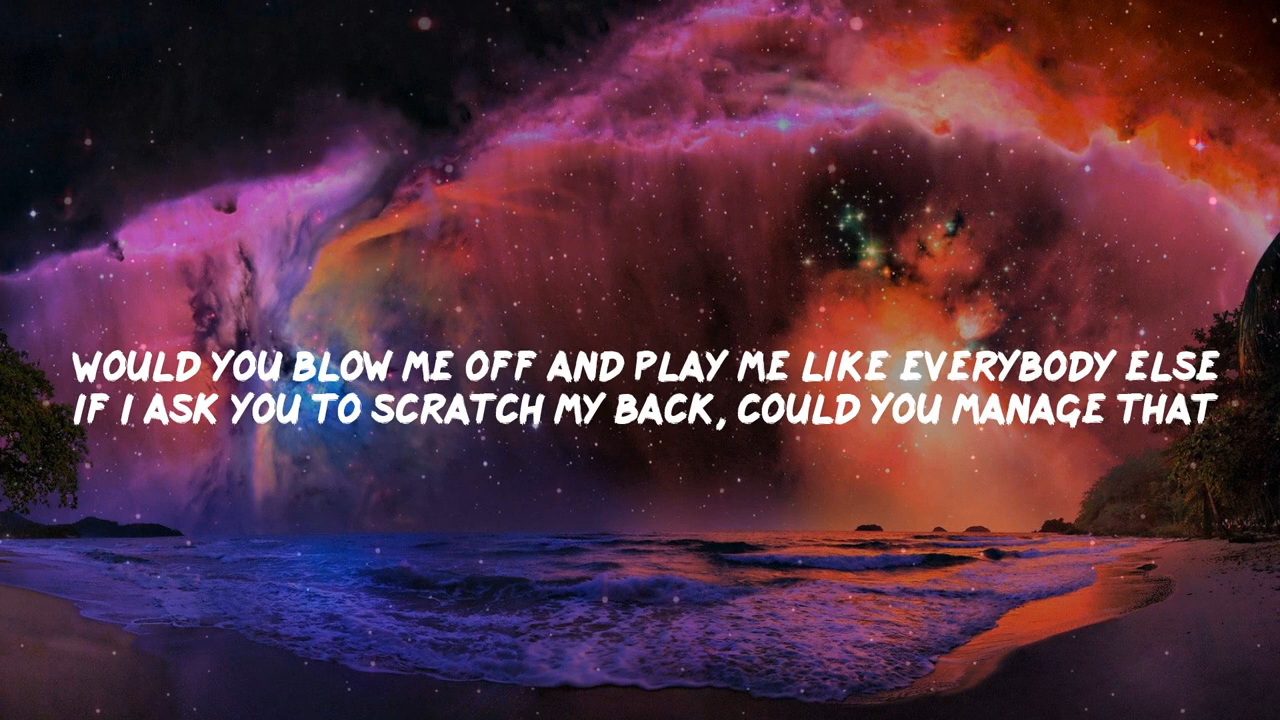 WOULD YOU BLOW ME OFF AND PLAY ME LIKE EVERYBODY ELSE
IF I ASK YOU TO SCRATCH MY BACK, COULD YOU MANAGE THAT